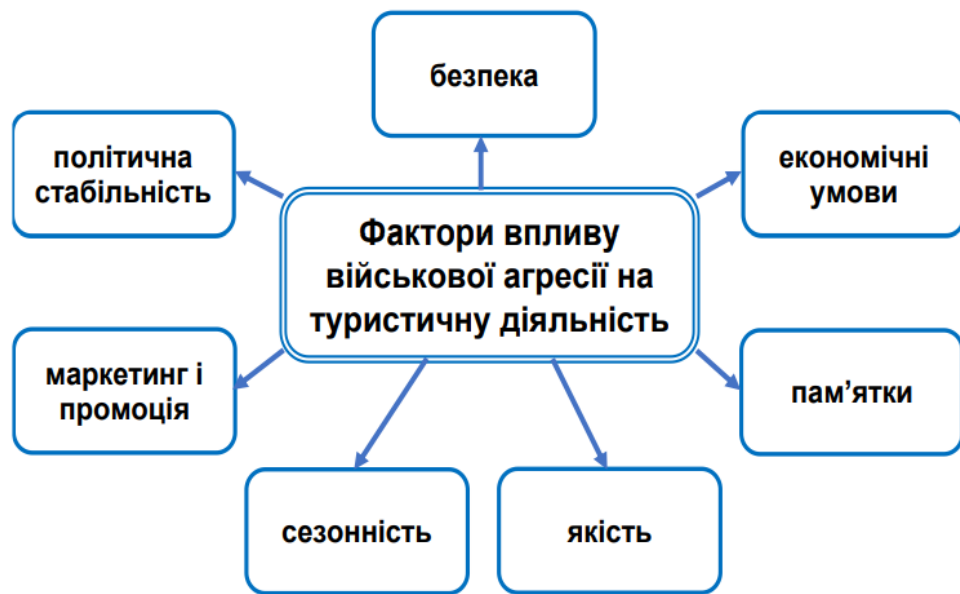 безпека
політична
стабільність
економічні
умови
Фактори впливу
військової агресії на
туристичну діяльність
маркетинг і
промоція
пам’ятки
сезонність
якість